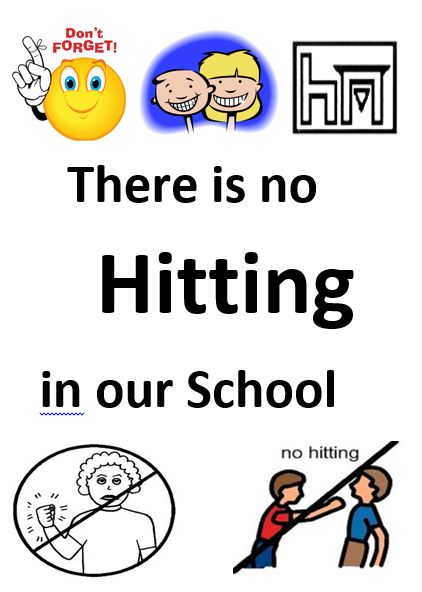 Don't
FORGET!
There is no
Hitting
in our School
no hitting